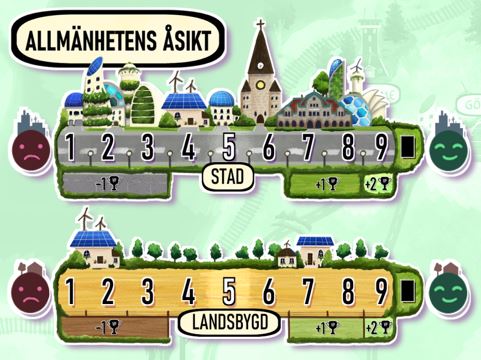 ALLMÄNHETENS ÅSIKT
1 2 3 4 5 6 7 8 9
-1 STAD +1 +2
1 2 3 4 5 6 7 8 9
-1 LANDSBYGD +1 +2